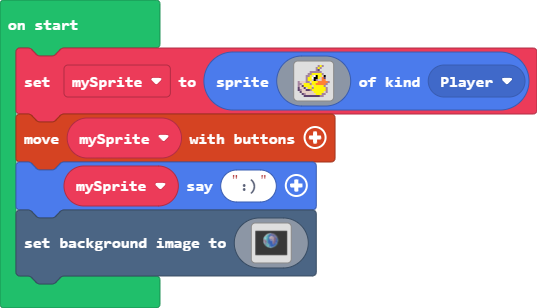 on start
set mySprite to sprite of kind Player
move mySprite with buttons
mySprite say ":)"
set background image to